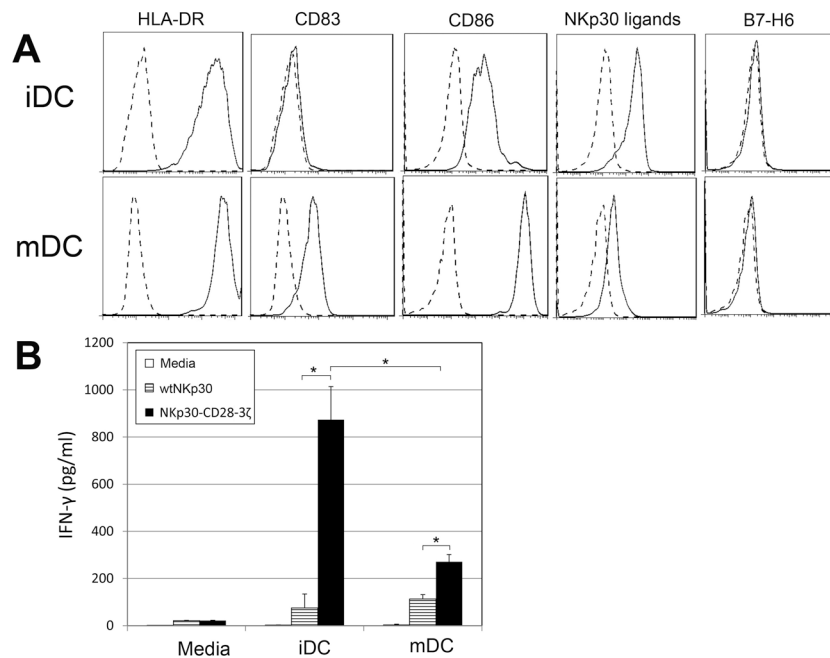 A
HLA-DR CD83 CD86 NKp30 ligands B7-H6
iDC
mDC
B
1200
1000
800
600
400
200
0
IFN-γ (pg/ml)
Media
wtNKp30
NKp30-CD28-3ζ
* *
*
Media iDC mDC